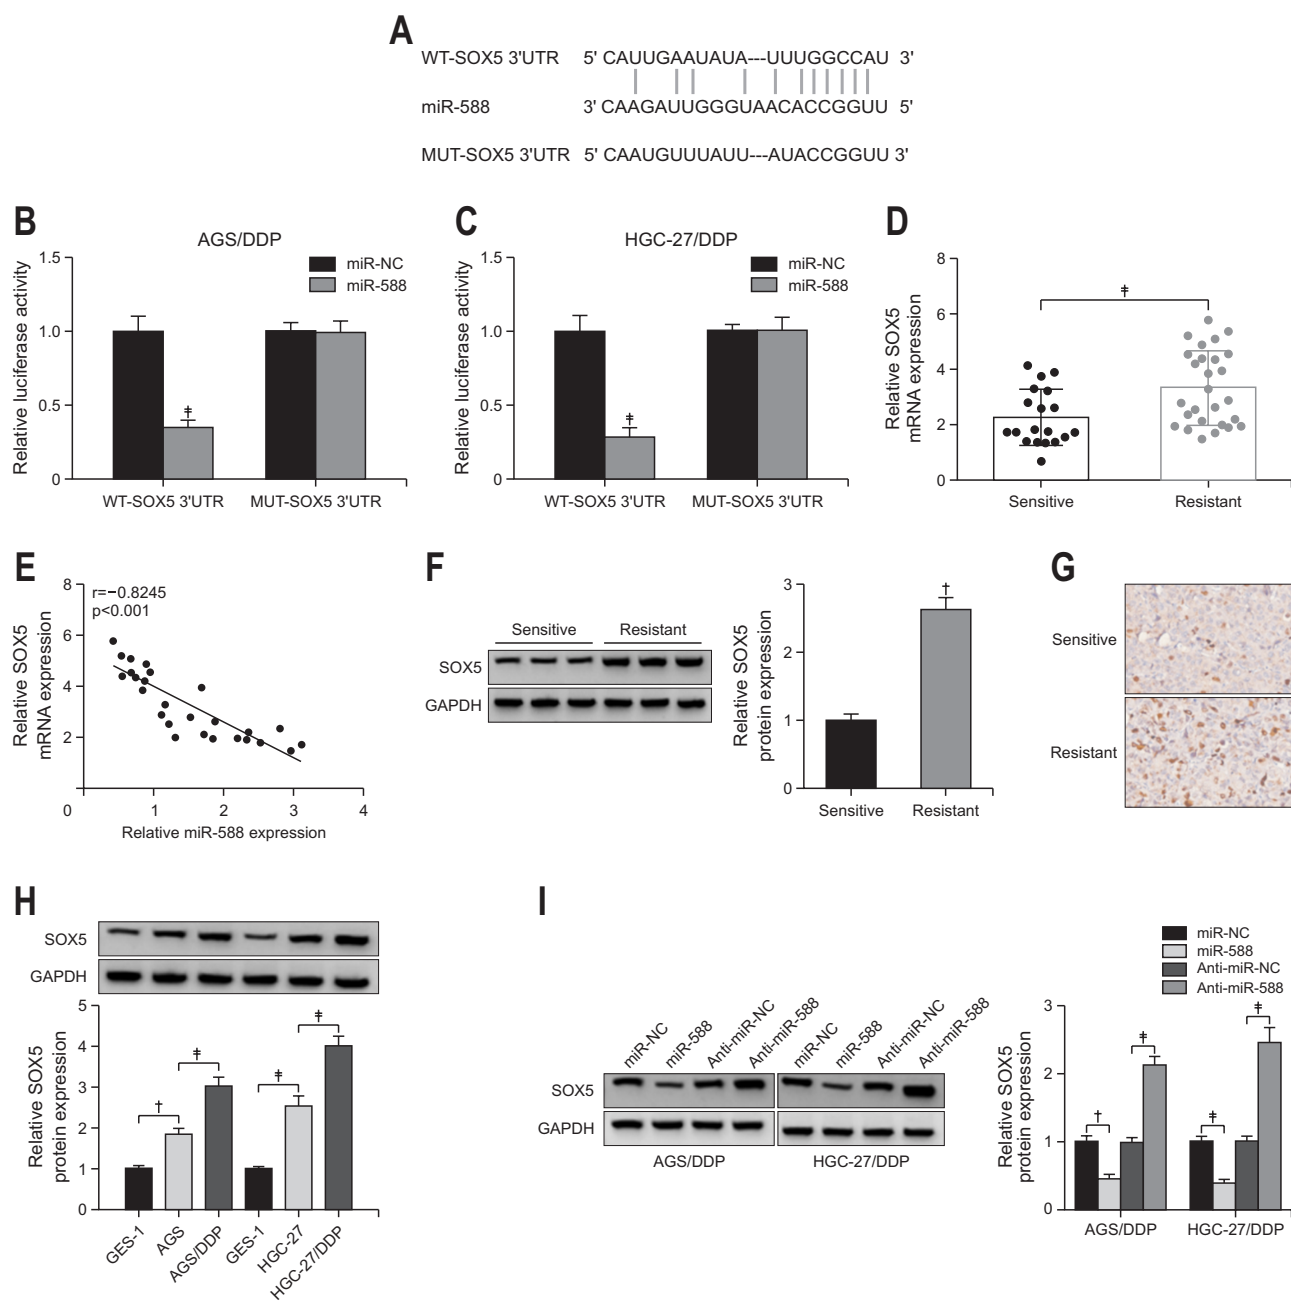 A
WT-SOX5 3'UTR 5' CAUUGAAUAUA---UUUGGCCAU 3'
miR-588 3' CAAGAUUGGGUAACACCGGUU 5'
MUT-SOX5 3'UTR 5' CAAUGUUUAUU---AUACCGGUU 3'
B
AGS/DDP
Relative luciferase activity
1.5
1.0
0.5
0
miR-NC
miR-588
ǂ
WT-SOX5 3'UTR MUT-SOX5 3'UTR
C
HGC-27/DDP
Relative luciferase activity
1.5
1.0
0.5
0
miR-NC
miR-588
ǂ
WT-SOX5 3'UTR MUT-SOX5 3'UTR
D
Relative SOX5
mRNA expression
8
6
4
2
0
ǂ
Sensitive Resistant
E
Relative SOX5
mRNA expression
8
6
4
2
r=−0.8245
p<0.001
0 1 2 3 4
Relative miR-588 expression
F
Sensitive Resistant
SOX5
GAPDH
Relative SOX5
protein expression
3
2
1
0
†
Sensitive Resistant
G
Sensitive
Resistant
H
SOX5
GAPDH
Relative SOX5
protein expression
5
4
3
2
1
0
†
ǂ
ǂ
ǂ
GES-1
AGS
AGS/DDP
GES-1
HGC-27
HGC-27/DDP
I
miR-NC
miR-588
Anti-miR-NC
Anti-miR-588
miR-NC
miR-588
Anti-miR-NC
Anti-miR-588
SOX5
GAPDH
AGS/DDP HGC-27/DDP
miR-NC
miR-588
Anti-miR-NC
Anti-miR-588
Relative SOX5
protein expression
3
2
1
0
†
ǂ
ǂ
ǂ
AGS/DDP HGC-27/DDP